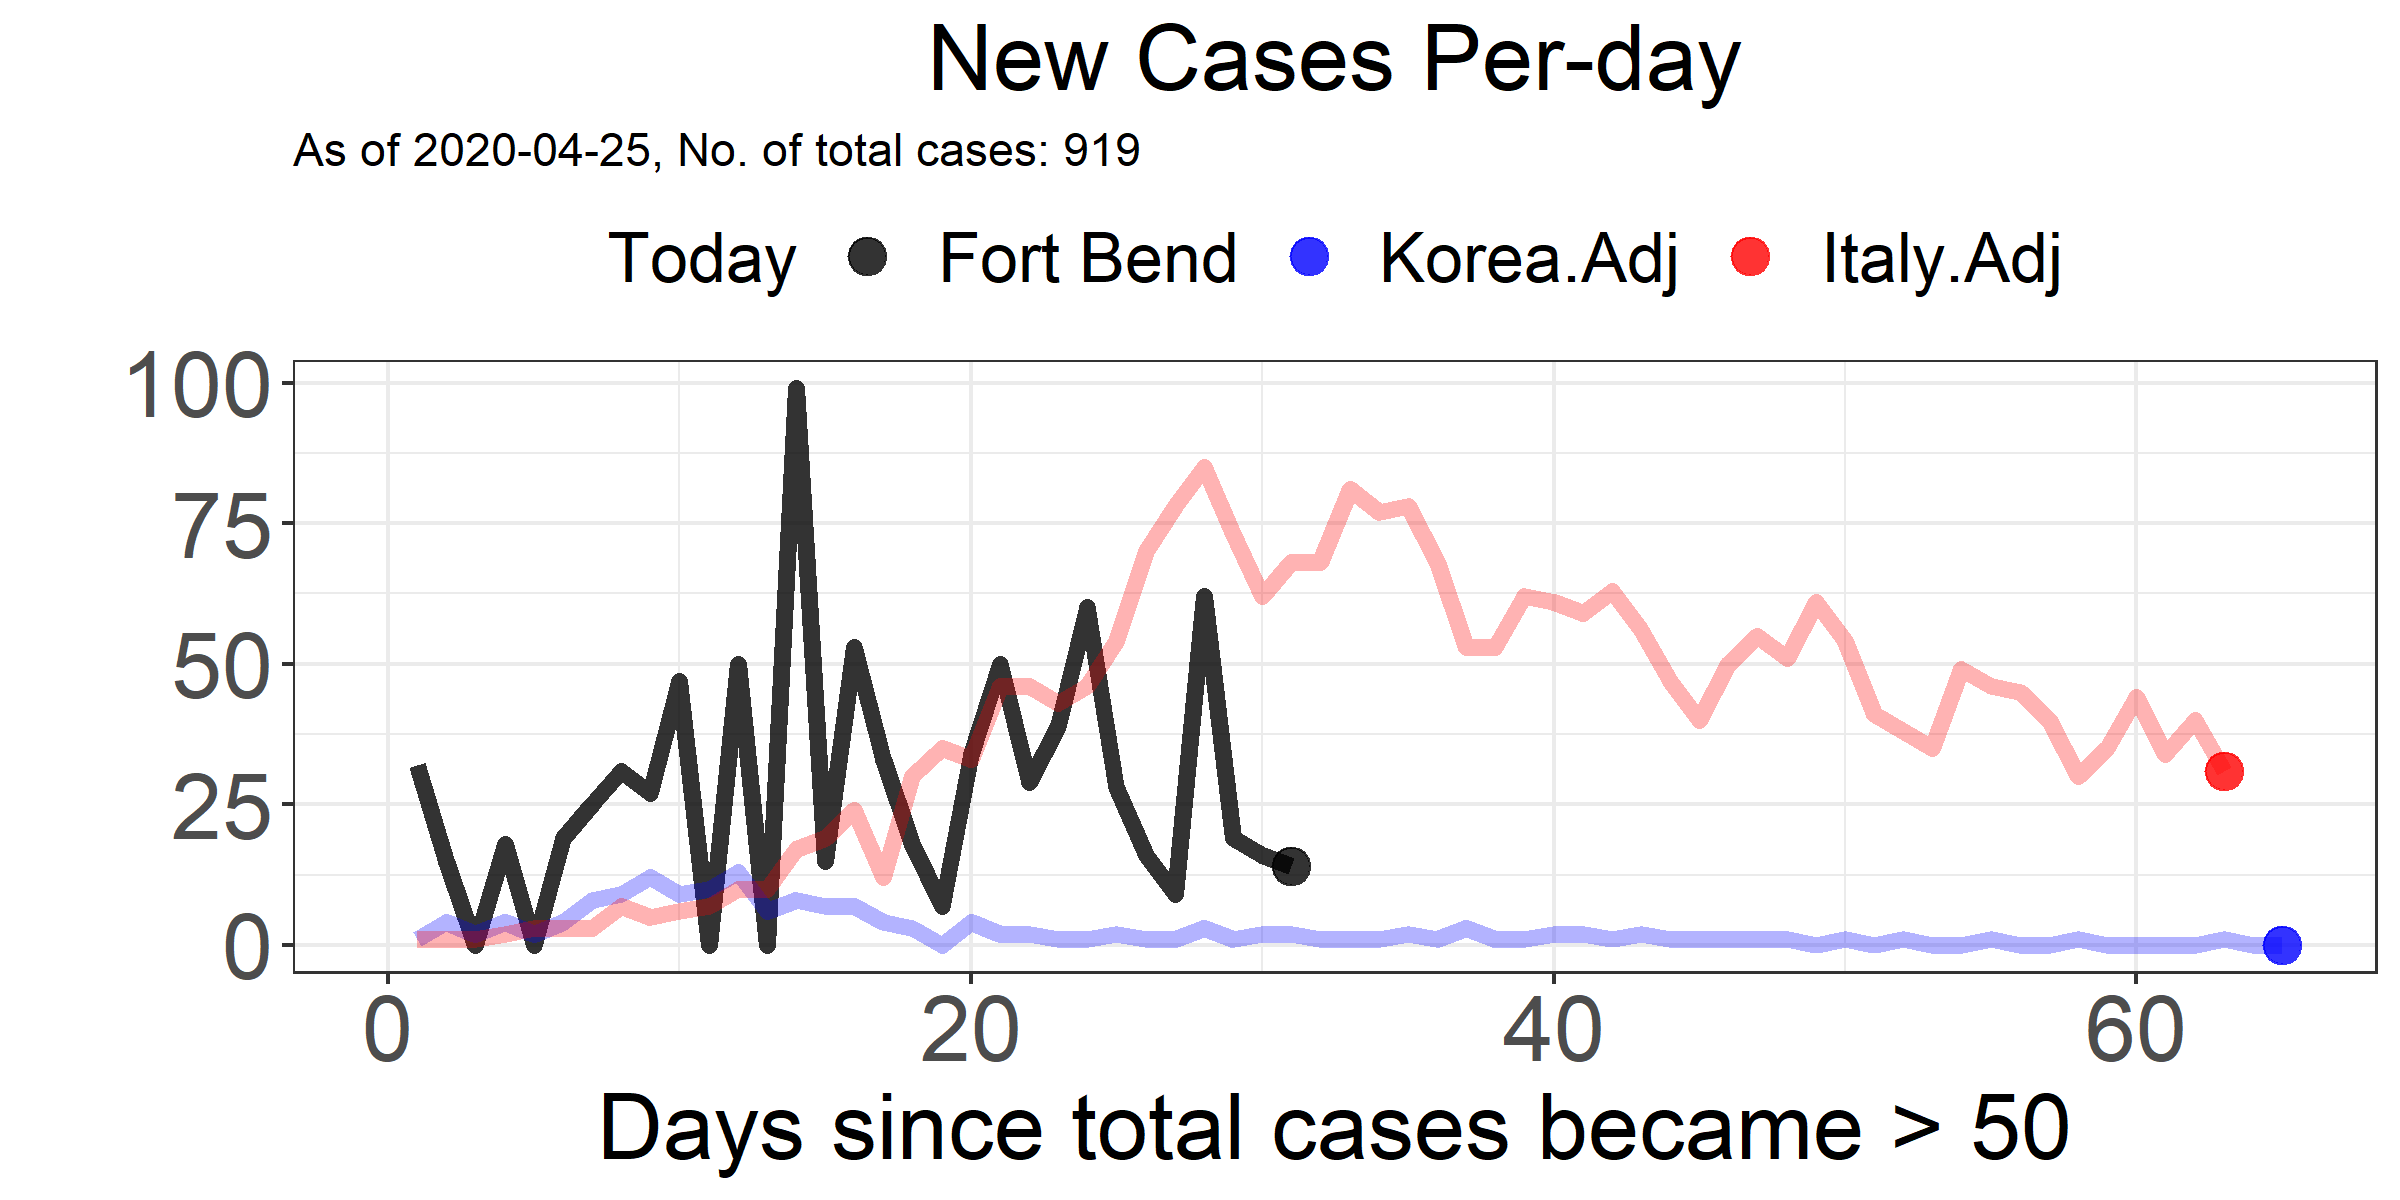 New Cases Per-day
As of 2020-04-25, No. of total cases: 919
Today Fort Bend Korea.Adj Italy.Adj
100
75
50
25
0
0 20 40 60
Days since total cases became > 50